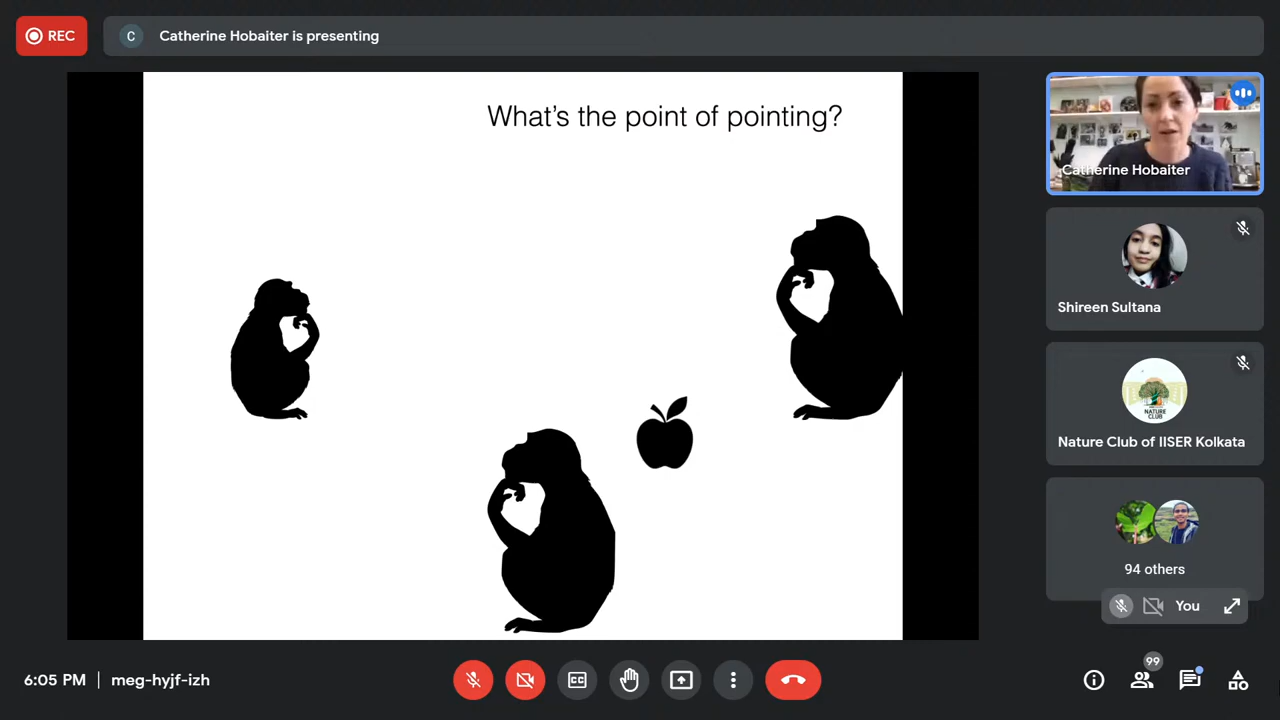 REC
C
Catherine Hobaiter is presenting
What's the point of pointing?
Catherine Hobaiter
Shireen Sultana
NATURE
CLUB
Nature Club of IISER Kolkata
94 others
You
6:05 PM
meg-hyjf-izh
CC
99